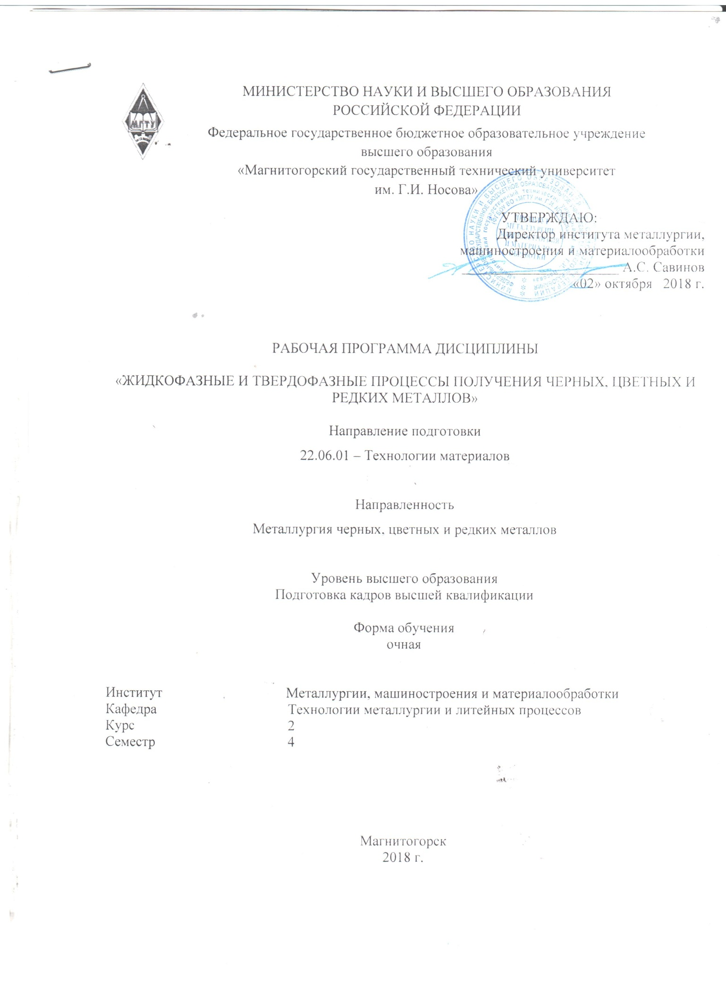 МГТУ
МИНИСТЕРСТВО НАУКИ И ВЫСШЕГО ОБРАЗОВАНИЯ
РОССИЙСКОЙ ФЕДЕРАЦИИ
Федеральное государственное бюджетное образовательное учреждение
высшего образования
«Магнитогорский государственный технический университет
им. Г.И. Носова»
УТВЕРЖДАЮ:
Директор института металлургии,
машиностроения и материалообработки
А.С. Савинов
«02» октября 2018 г.
РАБОЧАЯ ПРОГРАММА ДИСЦИПЛИНЫ
«ЖИДКОФАЗНЫЕ И ТВЕРДОФАЗНЫЕ ПРОЦЕССЫ ПОЛУЧЕНИЯ ЧЕРНЫХ, ЦВЕТНЫХ И
РЕДКИХ МЕТАЛЛОВ»
Направление подготовки
22.06.01 – Технологии материалов
Направленность
Металлургия черных, цветных и редких металлов
Уровень высшего образования
Подготовка кадров высшей квалификации
Форма обучения
очная
Институт Металлургии, машиностроения и материалообработки
Кафедра Технологии металлургии и литейных процессов
Курс 2
Семестр 4
Магнитогорск
2018 г.